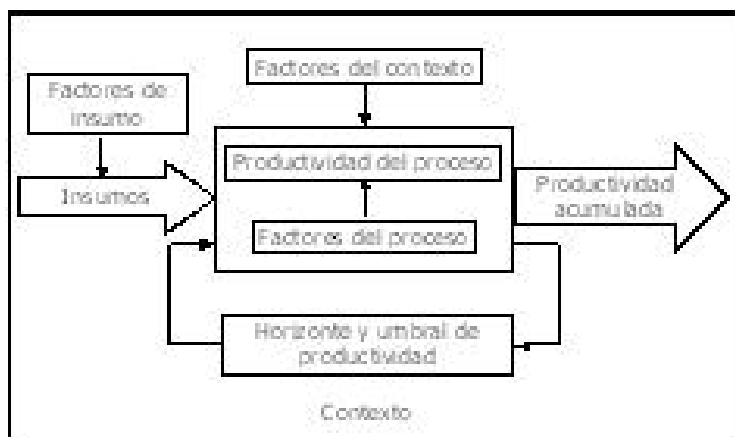 Factores del contexto
Factores de
insumo
Productividad del proceso
Insumos
Productividad
acumulada
Factores del proceso
Horizonte y umbral de
productividad
Contexto